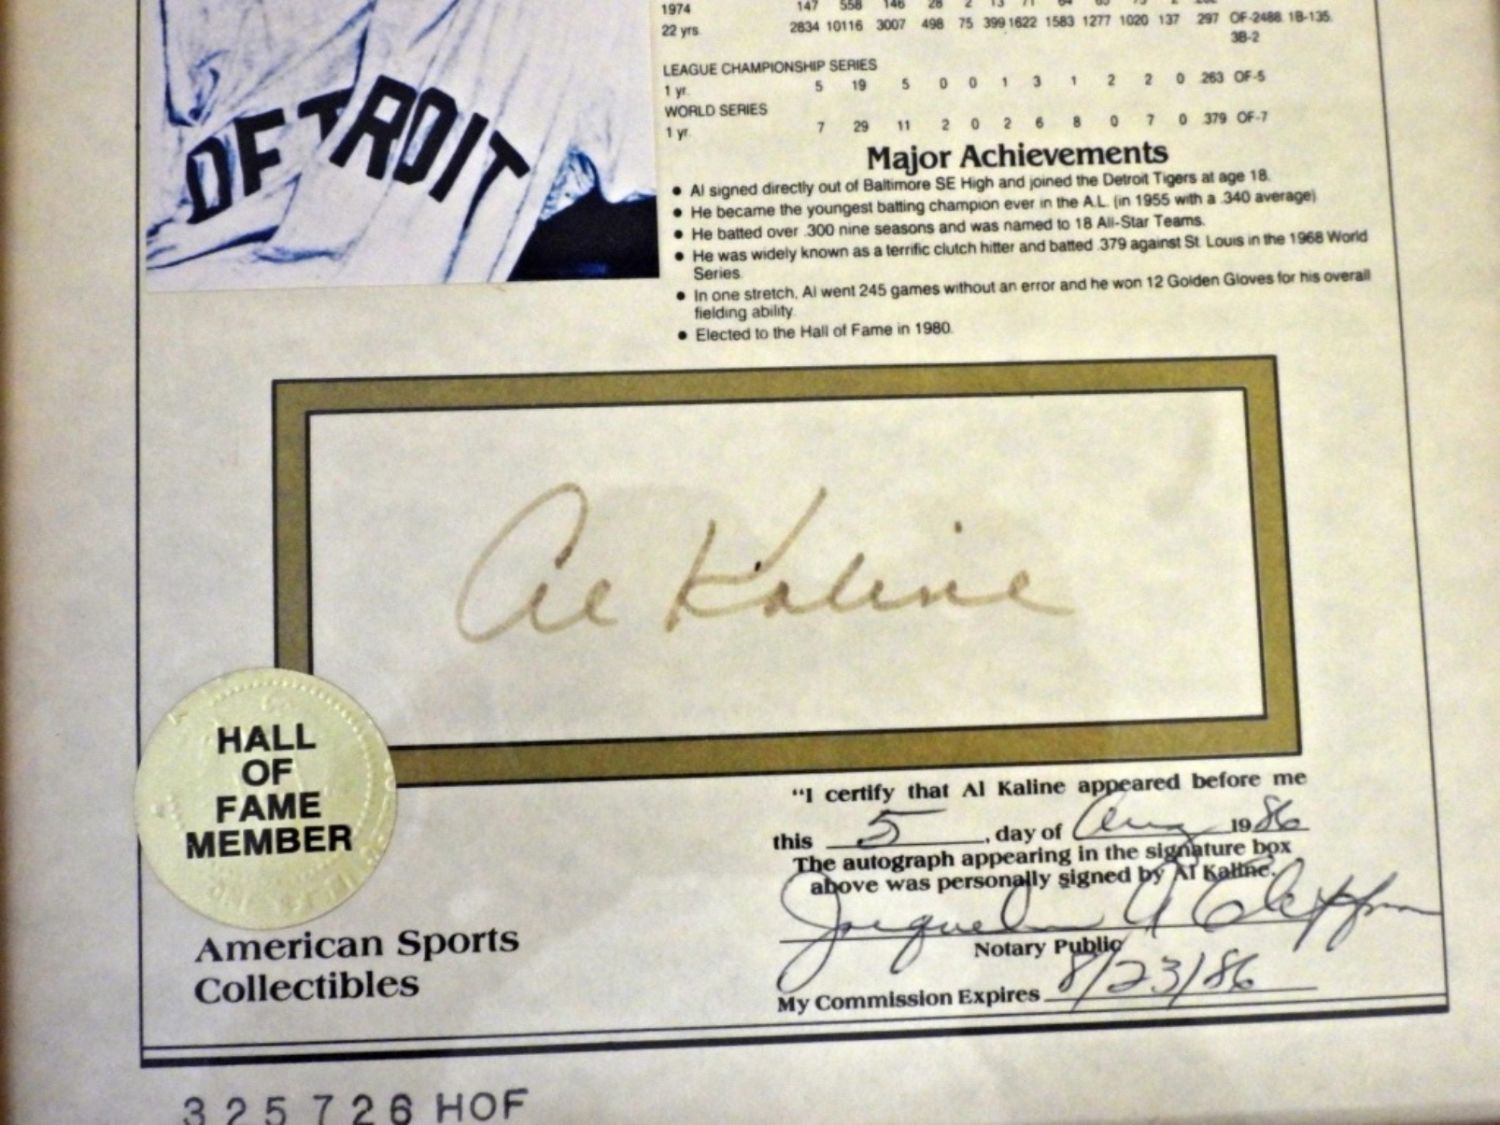 DETROIT
1974 147 558 146 28 2 13 71 64 65 75 2 .262
22 yrs. 2834 10116 3007 498 75 399 1622 1583 1277 1020 137 .297 OF-2488, 1B-135,
3B-2
LEAGUE CHAMPIONSHIP SERIES
1 yr. 5 19 5 0 0 1 3 1 2 2 0 .263 OF-5
WORLD SERIES
1 yr. 7 29 11 2 0 2 6 8 0 7 0 .379 OF-7
Major Achievements
• Al signed directly out of Baltimore SE High and joined the Detroit Tigers at age 18.
• He became the youngest batting champion ever in the A.L. (in 1955 with a .340 average)
• He batted over .300 nine seasons and was named to 18 All-Star Teams.
• He was widely known as a terrific clutch hitter and batted .379 against St. Louis in the 1968 World
Series.
• In one stretch, Al went 245 games without an error and he won 12 Golden Gloves for his overall
fielding ability.
• Elected to the Hall of Fame in 1980.
Al Kaline
HALL
OF
FAME
MEMBER
American Sports
Collectibles
"I certify that Al Kaline appeared before me
this 5, day of Aug 1986
The autograph appearing in the signature box
above was personally signed by Al Kaline.
Notary Public
My Commission Expires 8/23/86
325726 HOF